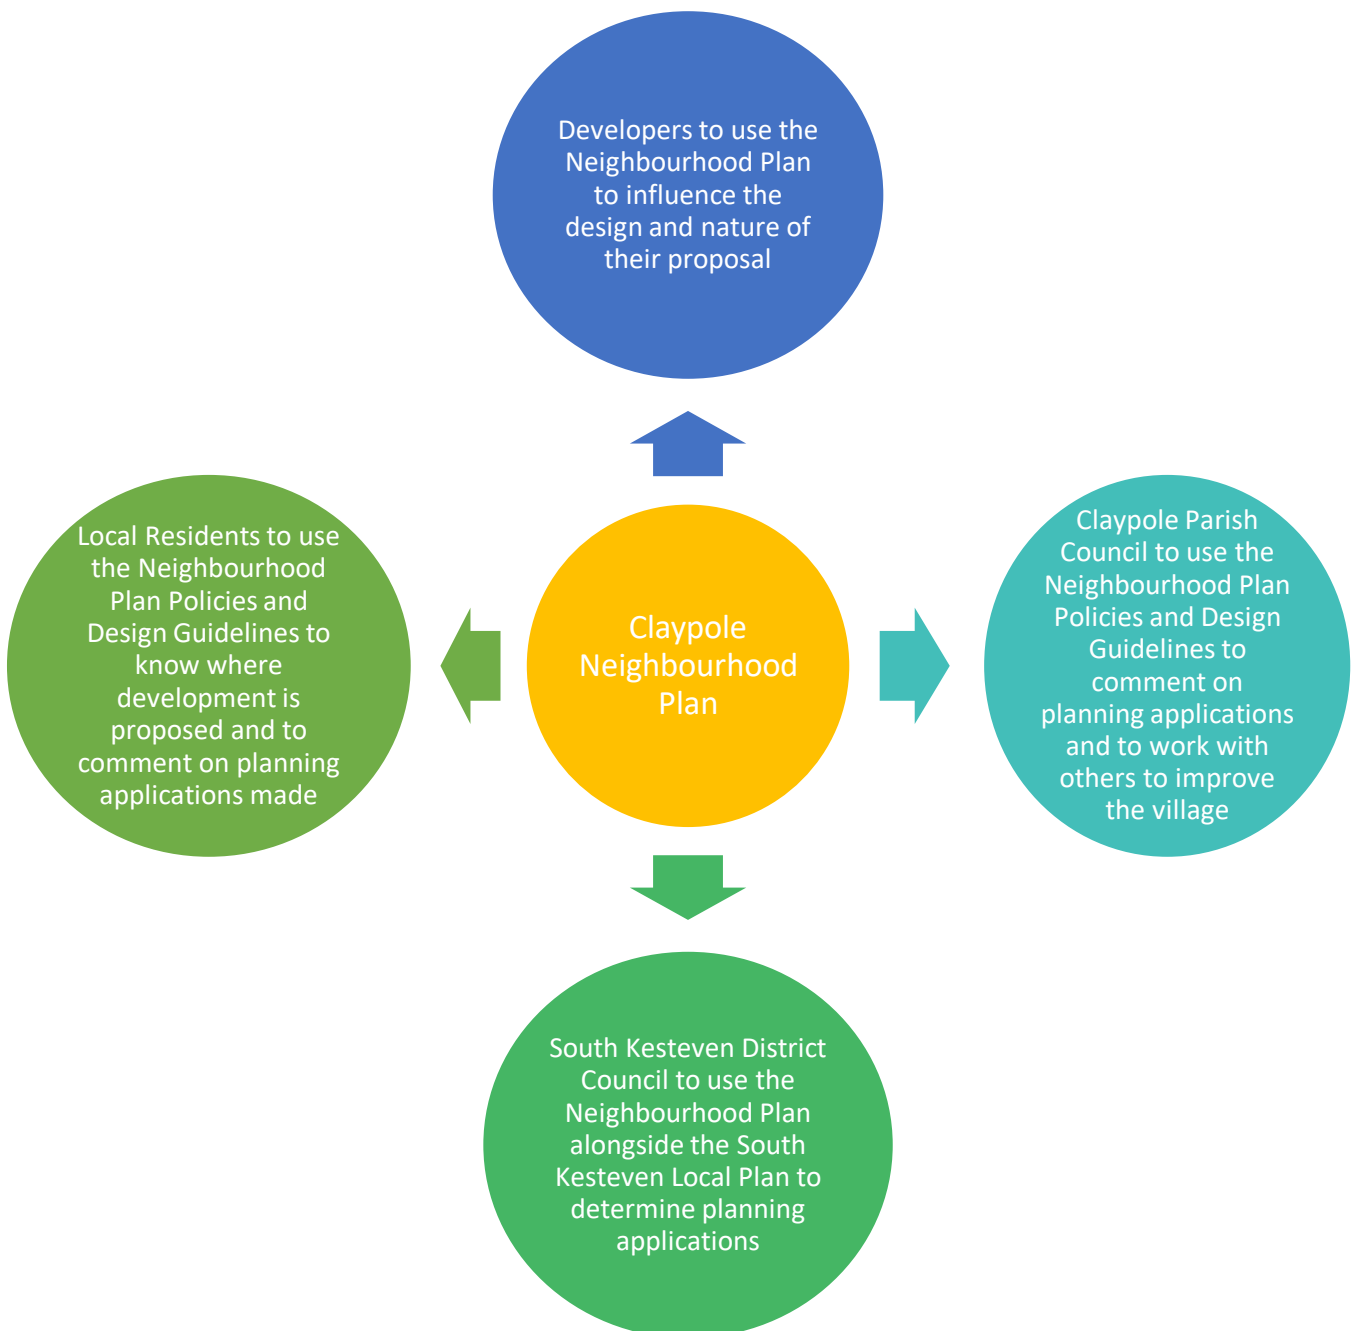 Developers to use the
Neighbourhood Plan
to influence the
design and nature of
their proposal
Local Residents to use
the Neighbourhood
Plan Policies and
Design Guidelines to
know where
development is
proposed and to
comment on planning
applications made
Claypole
Neighbourhood
Plan
Claypole Parish
Council to use the
Neighbourhood Plan
Policies and Design
Guidelines to
comment on
planning applications
and to work with
others to improve
the village
South Kesteven District
Council to use the
Neighbourhood Plan
alongside the South
Kesteven Local Plan to
determine planning
applications